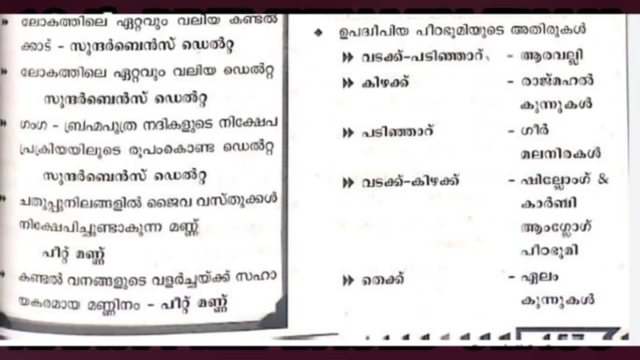 » ലോകത്തിലെ ഏറ്റവും വലിയ കണ്ടൽ
ക്കാട് – സുന്ദർബെൻസ് ഡെൽറ്റ
» ലോകത്തിലെ ഏറ്റവും വലിയ ഡെൽറ്റ
സുന്ദർബെൻസ് ഡെൽറ്റ
» ഗംഗ – ബ്രഹ്മപുത്ര നദികളുടെ നിക്ഷേപ
പ്രക്രിയയിലൂടെ രൂപംകൊണ്ട ഡെൽറ്റ
സുന്ദർബെൻസ് ഡെൽറ്റ
» ചതുപ്പുനിലങ്ങളിൽ ജൈവ വസ്തുക്കൾ
നിക്ഷേപിച്ചുണ്ടാകുന്ന മണ്ണ്
പീറ്റ് മണ്ണ്
» കണ്ടൽ വനങ്ങളുടെ വളർച്ചയ്ക്ക് സഹാ
യകരമായ മണ്ണിനം – പീറ്റ് മണ്ണ്
◆ ഉപദ്വീപിയ പീഠഭൂമിയുടെ അതിരുകൾ
» വടക്ക്-പടിഞ്ഞാറ് – ആരവല്ലി
» കിഴക്ക് – രാജ്മഹൽ
കുന്നുകൾ
» പടിഞ്ഞാറ് – ഗീർ
മലനിരകൾ
» വടക്ക്-കിഴക്ക് – ഷില്ലോംഗ് &
കാർബി
ആംഗ്ലോഗ്
പീഠഭൂമി
» തെക്ക് – ഏലം
കുന്നുകൾ